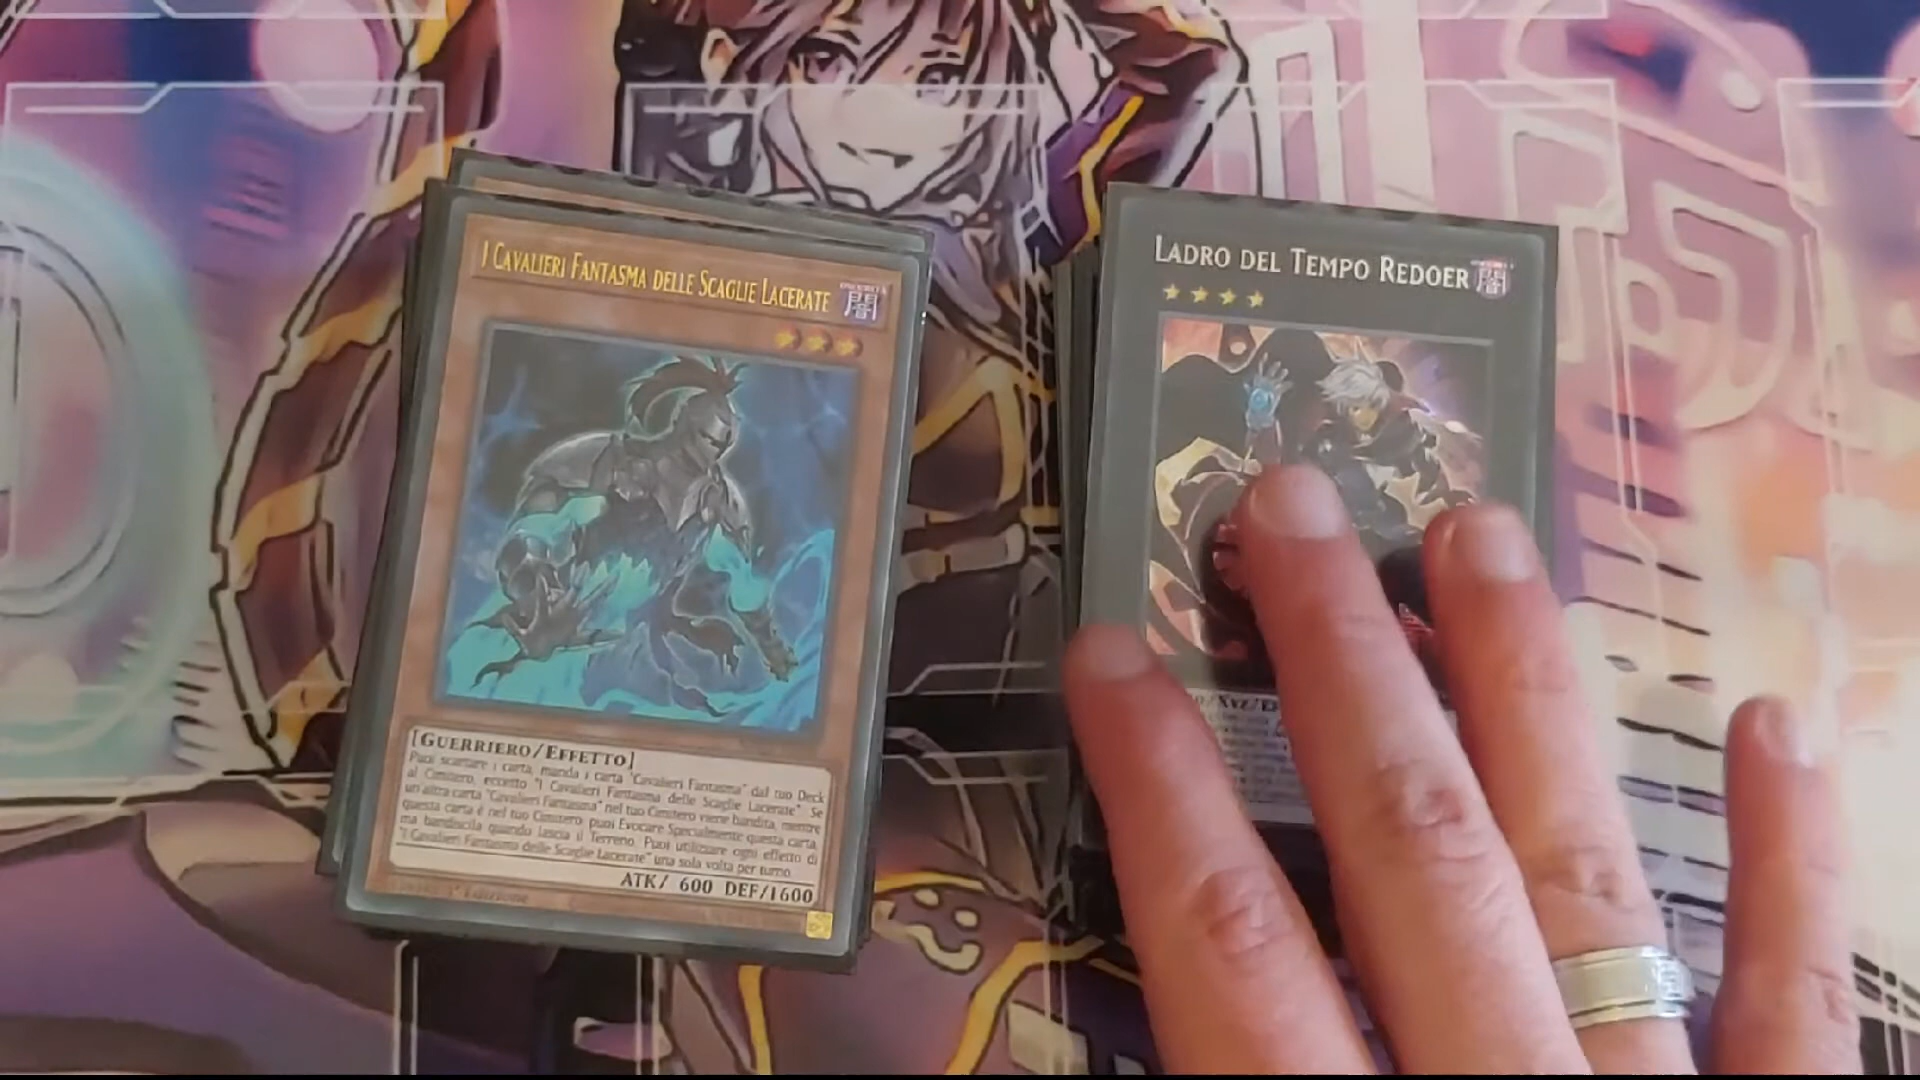 I Cavalieri Fantasma delle Scaglie Lacerate
闇
[Guerriero/Effetto]
Puoi scartare 1 carta, manda 1 carta "Cavalieri Fantasma" dal tuo Deck
al Cimitero, eccetto "I Cavalieri Fantasma delle Scaglie Lacerate". Se
un'altra carta "Cavalieri Fantasma" nel tuo Cimitero viene bandita, mentre
questa carta è nel tuo Cimitero: puoi Evocare Specialmente questa carta,
ma bandiscila quando lascia il Terreno. Puoi utilizzare ogni effetto di
"I Cavalieri Fantasma delle Scaglie Lacerate" una sola volta per turno.
ATK/ 600 DEF/1600
1ª Edizione
Ladro del Tempo Redoer
闇
/Xyz/